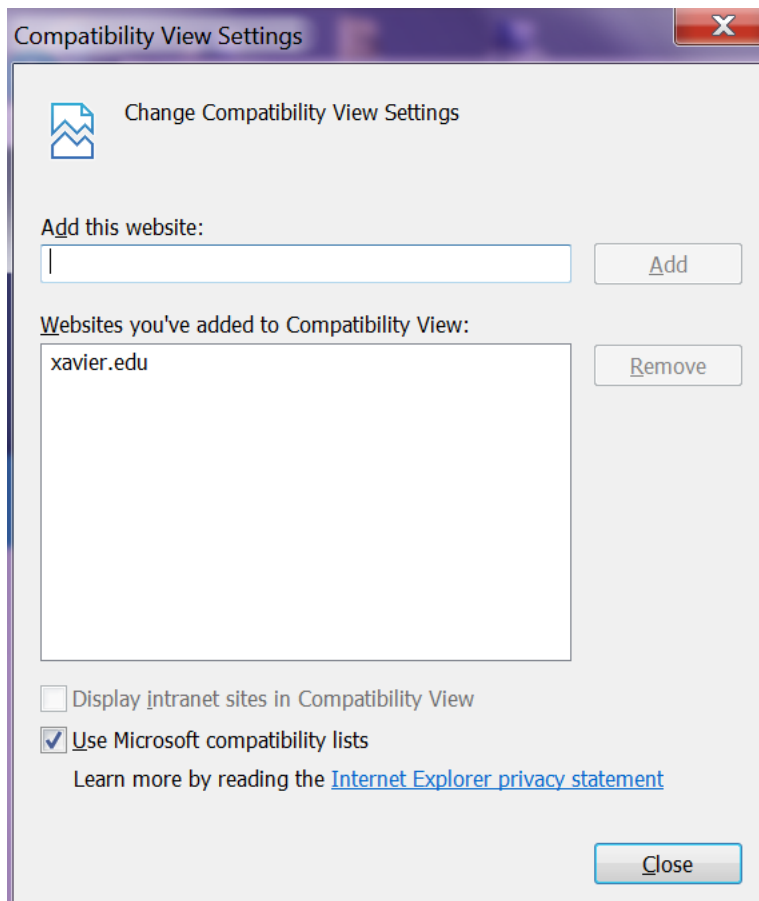 Compatibility View Settings
Change Compatibility View Settings
Add this website:
Add
Websites you've added to Compatibility View:
xavier.edu
Remove
Display intranet sites in Compatibility View
Use Microsoft compatibility lists
Learn more by reading the Internet Explorer privacy statement
Close